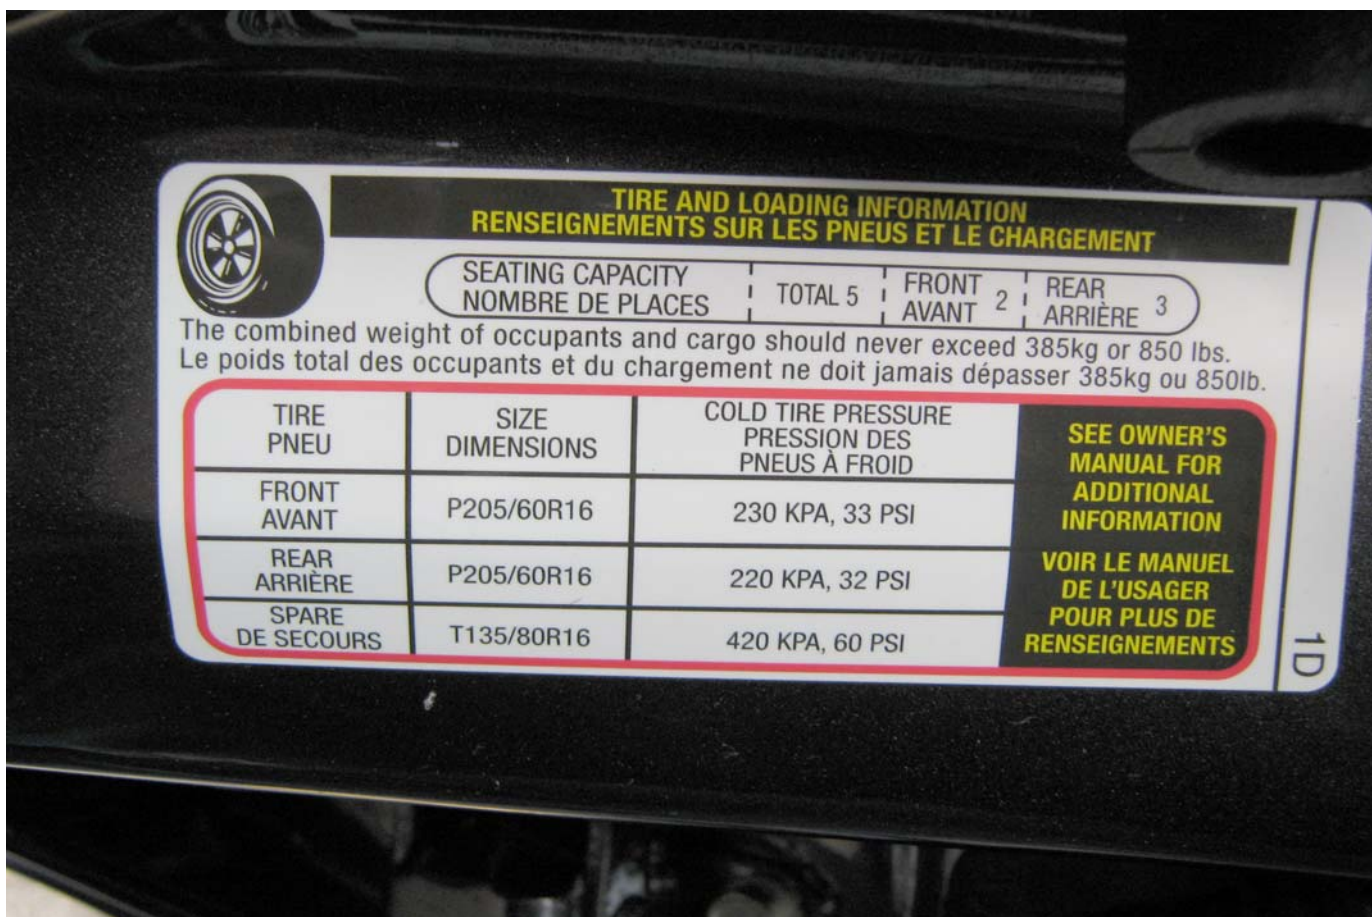 TIRE AND LOADING INFORMATION
RENSEIGNEMENTS SUR LES PNEUS ET LE CHARGEMENT
SEATING CAPACITY
NOMBRE DE PLACES
TOTAL 5
FRONT
AVANT 2
REAR
ARRIÈRE 3
The combined weight of occupants and cargo should never exceed 385kg or 850 lbs.
Le poids total des occupants et du chargement ne doit jamais dépasser 385kg ou 850lb.
TIRE
PNEU
SIZE
DIMENSIONS
COLD TIRE PRESSURE
PRESSION DES
PNEUS À FROID
FRONT
AVANT
P205/60R16
230 KPA, 33 PSI
REAR
ARRIÈRE
P205/60R16
220 KPA, 32 PSI
SPARE
DE SECOURS
T135/80R16
420 KPA, 60 PSI
SEE OWNER'S
MANUAL FOR
ADDITIONAL
INFORMATION
VOIR LE MANUEL
DE L'USAGER
POUR PLUS DE
RENSEIGNEMENTS
1D